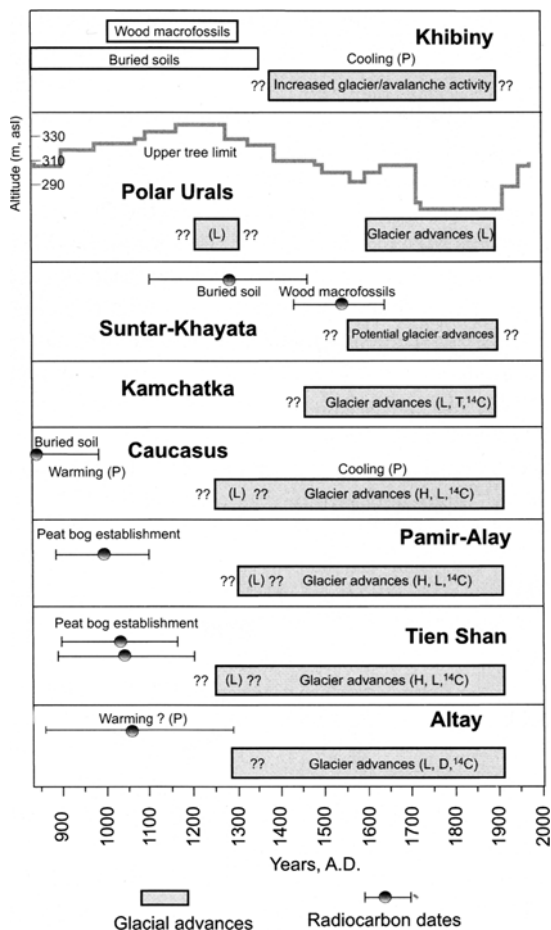 Wood macrofossils
Khibiny
Buried soils
Cooling (P)
?? Increased glacier/avalanche activity ??
Altitude (m, asl)
330
310
290
Upper tree limit
Polar Urals
?? (L) ??
Glacier advances (L)
Buried soil
Wood macrofossils
Suntar-Khayata
?? Potential glacier advances ??
Kamchatka
?? Glacier advances (L, T,¹⁴C)
Buried soil
Caucasus
Warming (P)
Cooling (P)
?? (L) ?? Glacier advances (H, L,¹⁴C)
Peat bog establishment
Pamir-Alay
?? (L) ?? Glacier advances (H, L,¹⁴C)
Peat bog establishment
Tien Shan
?? (L) ?? Glacier advances (H, L,¹⁴C)
Warming ? (P)
Altay
?? Glacier advances (L, D,¹⁴C)
900 1000 1100 1200 1300 1400 1500 1600 1700 1800 1900 2000
Years, A.D.
Glacial advances
Radiocarbon dates